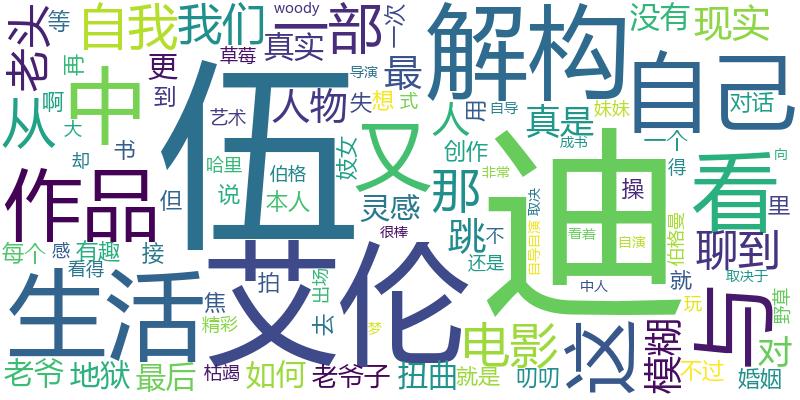 老头
等
自我
我们
一部
woody
一次
解构
没有
现实
草莓
真实
再
啊
大
却
书
更
到
从
中
伍
艺术
人物
失
导演
想
式
最
用
人
自导
成书
真是
妹妹
自己
对话
一个
得
向
作品
但
哈里
伯格
说
本人
妓女
又
创作
灵感
那
非常
取决
迪
看着
自演
自导自演
操
看
里
伯格曼
聊到
每个
感
有趣
接
看得
很棒
跳
不
还是
中人
就
取决于
野草
生活
焦
精彩
拍
去
出场
艾伦
梦
电影
这
模糊
玩
与
对
不过
婚姻
老爷
地狱
最后
枯竭
如何
老爷子
扭曲
就是
叨叨